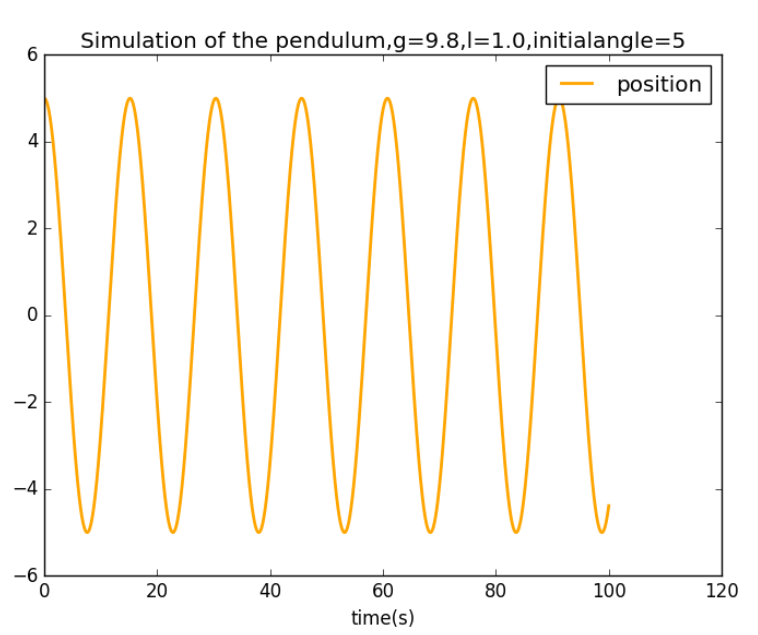 Simulation of the pendulum,g=9.8,l=1.0,initialangle=5
position
6
4
2
0
−2
−4
−6
0 20 40 60 80 100 120
time(s)